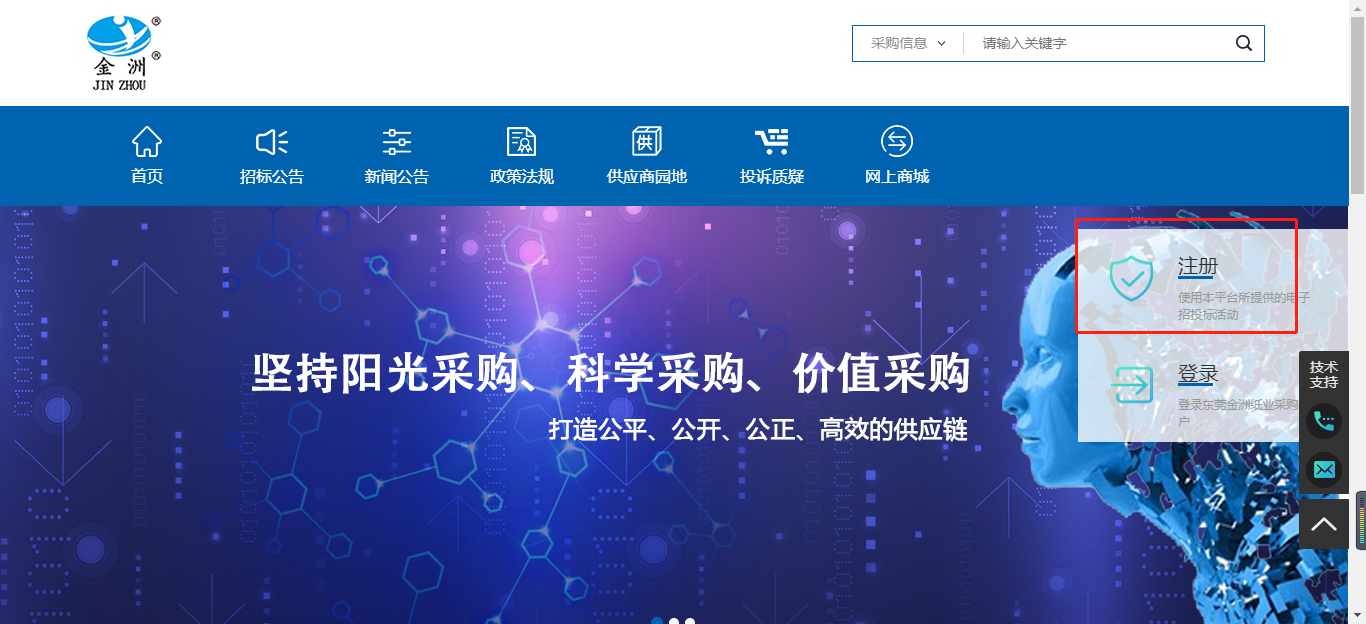 金 洲
JIN ZHOU
®
®
采购信息
请输入关键字
首页
招标公告
新闻公告
政策法规
供应商园地
投诉质疑
网上商城
供
注册
使用本平台所提供的电子
招投标活动
坚持阳光采购、科学采购、价值采购
打造公平、公开、公正、高效的供应链
登录
登录东莞金洲纸业采购
户
技术
支持